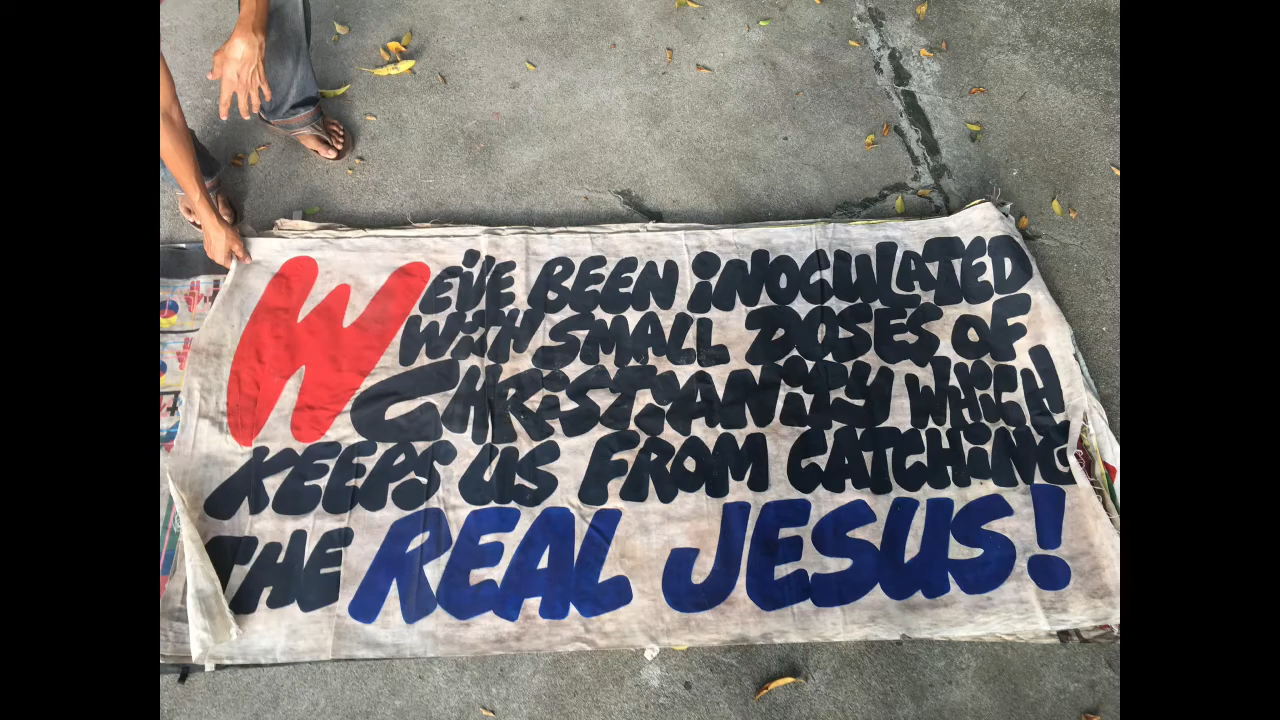 WE'VE BEEN INOCULATED
WITH SMALL DOSES OF
CHRISTIANITY WHICH
KEEPS US FROM CATCHING
THE REAL JESUS!